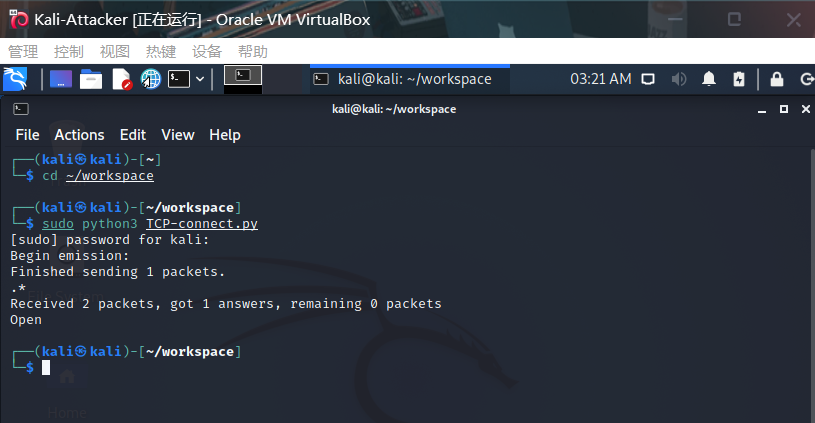 Kali-Attacker [正在运行] - Oracle VM VirtualBox
管理 控制 视图 热键 设备 帮助
kali@kali: ~/workspace 03:21 AM
kali@kali: ~/workspace
File Actions Edit View Help
┌──(kali㉿kali)-[~]
└─$ cd ~/workspace
┌──(kali㉿kali)-[~/workspace]
└─$ sudo python3 TCP-connect.py
[sudo] password for kali:
Begin emission:
Finished sending 1 packets.
.*
Received 2 packets, got 1 answers, remaining 0 packets
Open
┌──(kali㉿kali)-[~/workspace]
└─$
Home